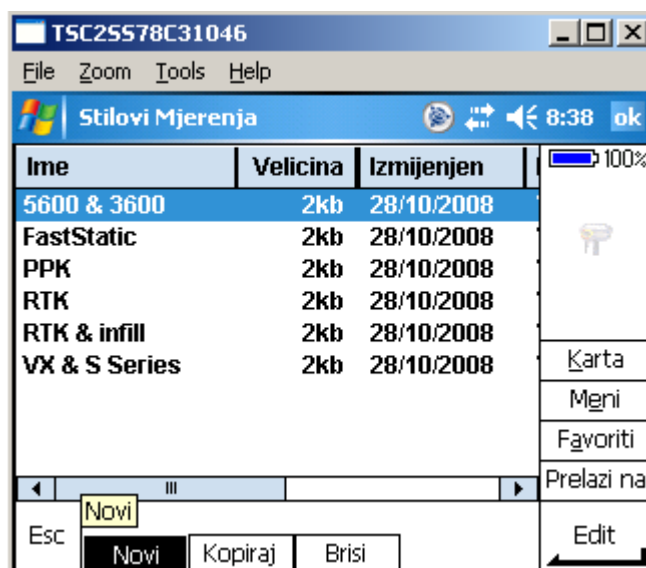 TSC2SS78C31046
File Zoom Tools Help
Stilovi Mjerenja 8:38 ok
Ime Velicina Izmijenjen
100%
5600 & 3600 2kb 28/10/2008
FastStatic 2kb 28/10/2008
PPK 2kb 28/10/2008
RTK 2kb 28/10/2008
RTK & infill 2kb 28/10/2008
VX & S Series 2kb 28/10/2008
Karta
Meni
Favoriti
Prelazi na
Novi
Esc Novi Kopiraj Brisi Edit